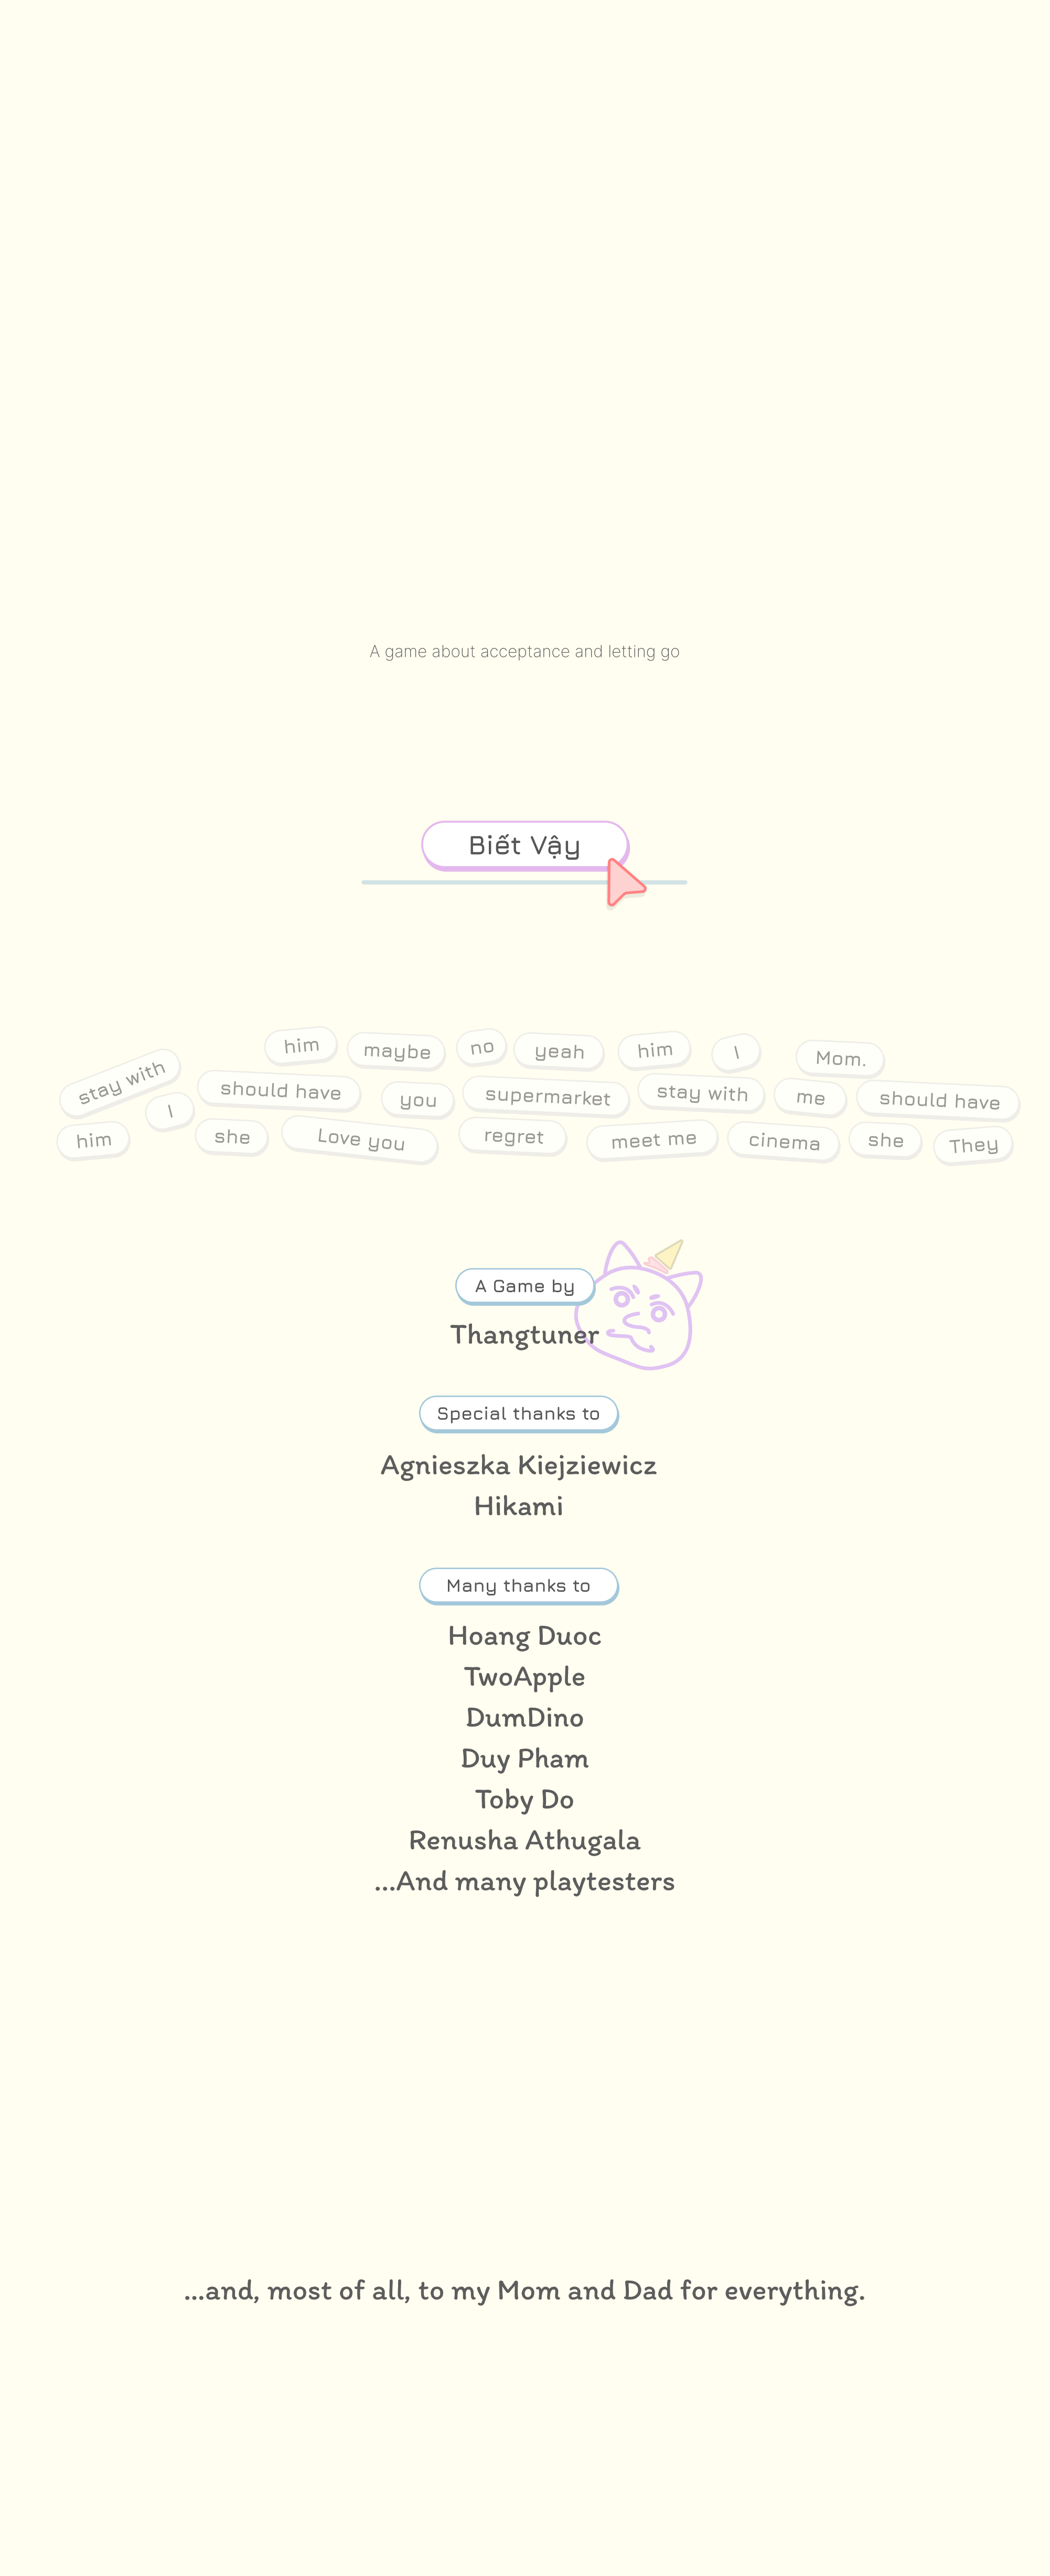 A game about acceptance and letting go
Biết Vậy
him maybe no yeah him I Mom.
stay with should have you supermarket stay with me should have
I
him she Love you regret meet me cinema she They
A Game by
Thangtuner
Special thanks to
Agnieszka Kiejziewicz
Hikami
Many thanks to
Hoang Duoc
TwoApple
DumDino
Duy Pham
Toby Do
Renusha Athugala
...And many playtesters
...and, most of all, to my Mom and Dad for everything.